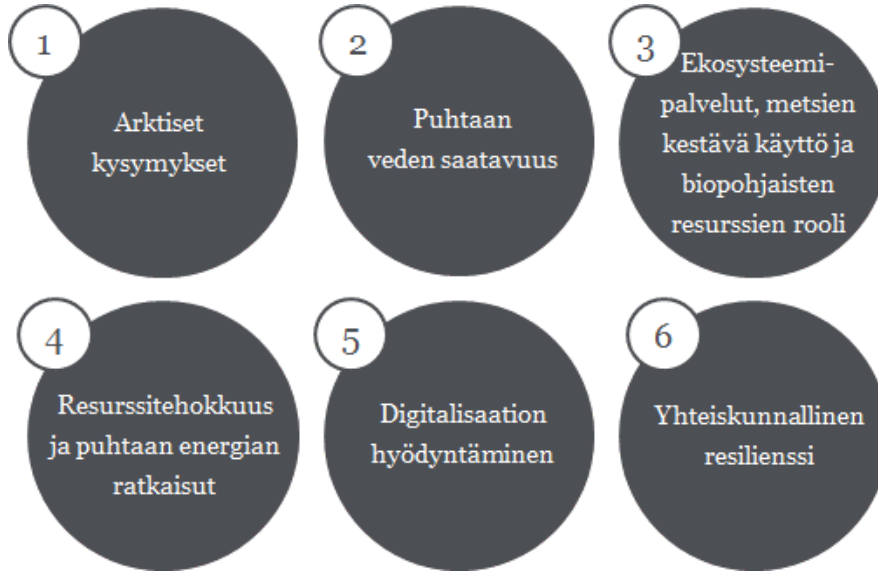 1
Arktiset
kysymykset
2
Puhtaan
veden saatavuus
3
Ekosysteemi-
palvelut, metsien
kestävä käyttö ja
biopohjaisten
resurssien rooli
4
Resurssitehokkuus
ja puhtaan energian
ratkaisut
5
Digitalisaation
hyödyntäminen
6
Yhteiskunnallinen
resilienssi